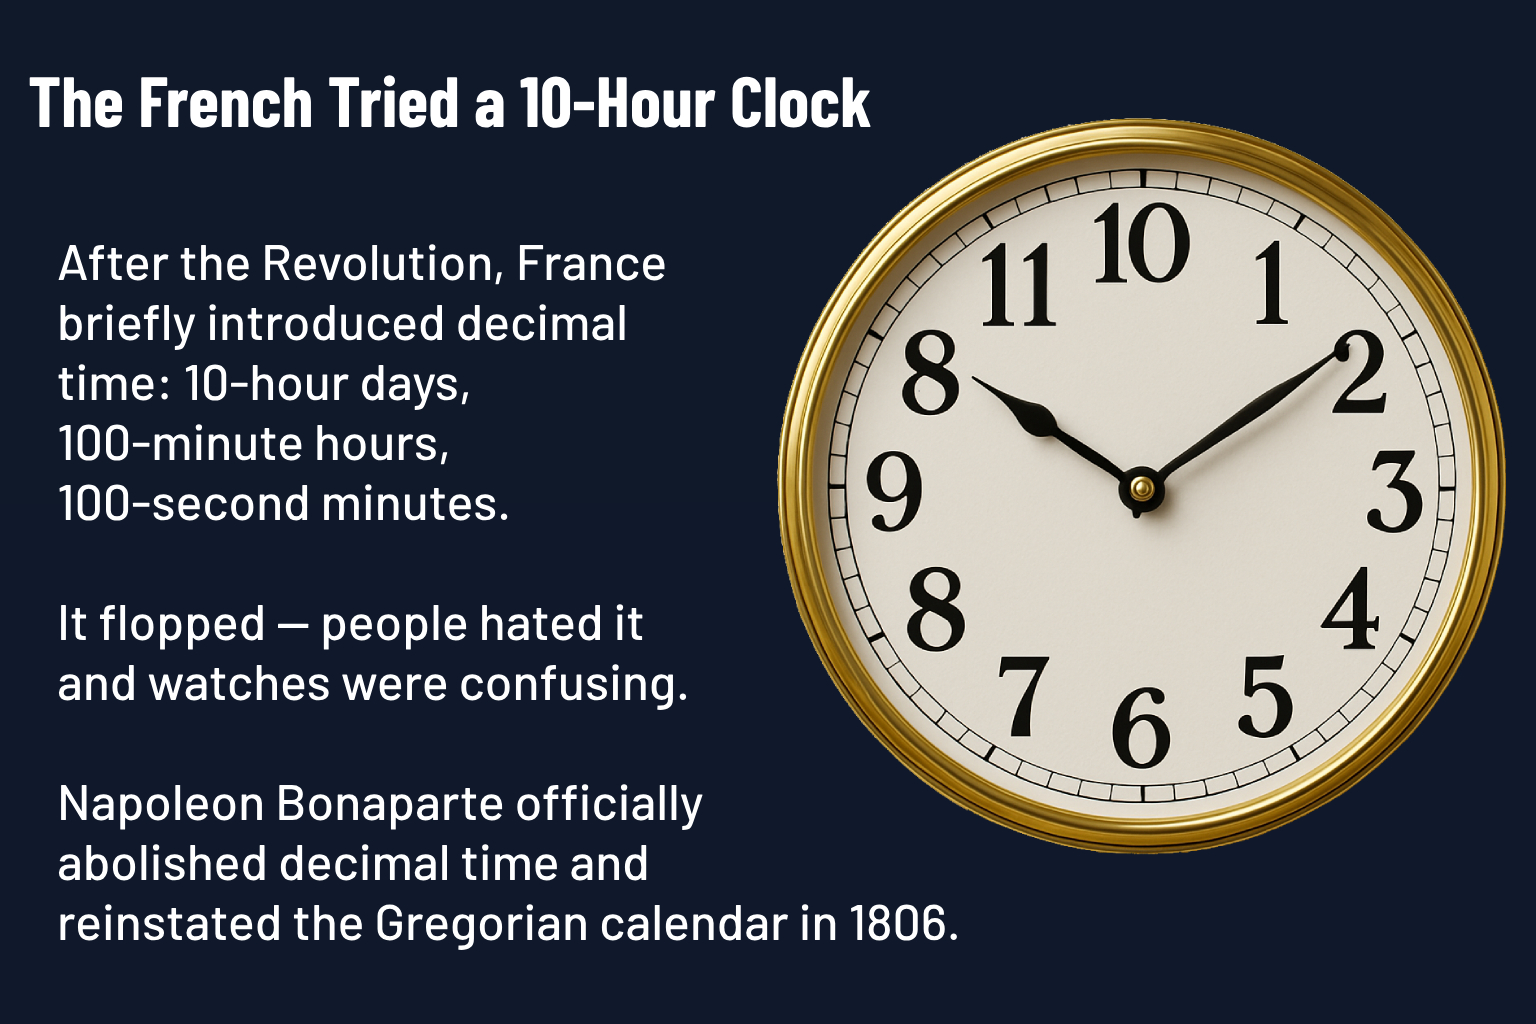 The French Tried a 10-Hour Clock
After the Revolution, France
briefly introduced decimal
time: 10-hour days,
100-minute hours,
100-second minutes.
It flopped — people hated it
and watches were confusing.
Napoleon Bonaparte officially
abolished decimal time and
reinstated the Gregorian calendar in 1806.
10
11
1
8
2
9
3
8
4
7
5
6